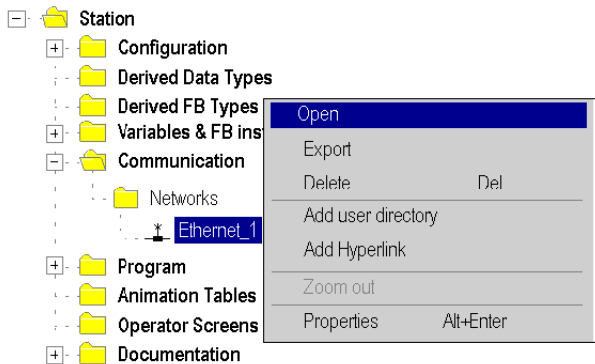 Station
Configuration
Derived Data Types
Derived FB Types
Variables & FB ins
Communication
Networks
Ethernet_1
Program
Animation Tables
Operator Screens
Documentation
Open
Export
Delete Del
Add user directory
Add Hyperlink
Zoom out
Properties Alt+Enter